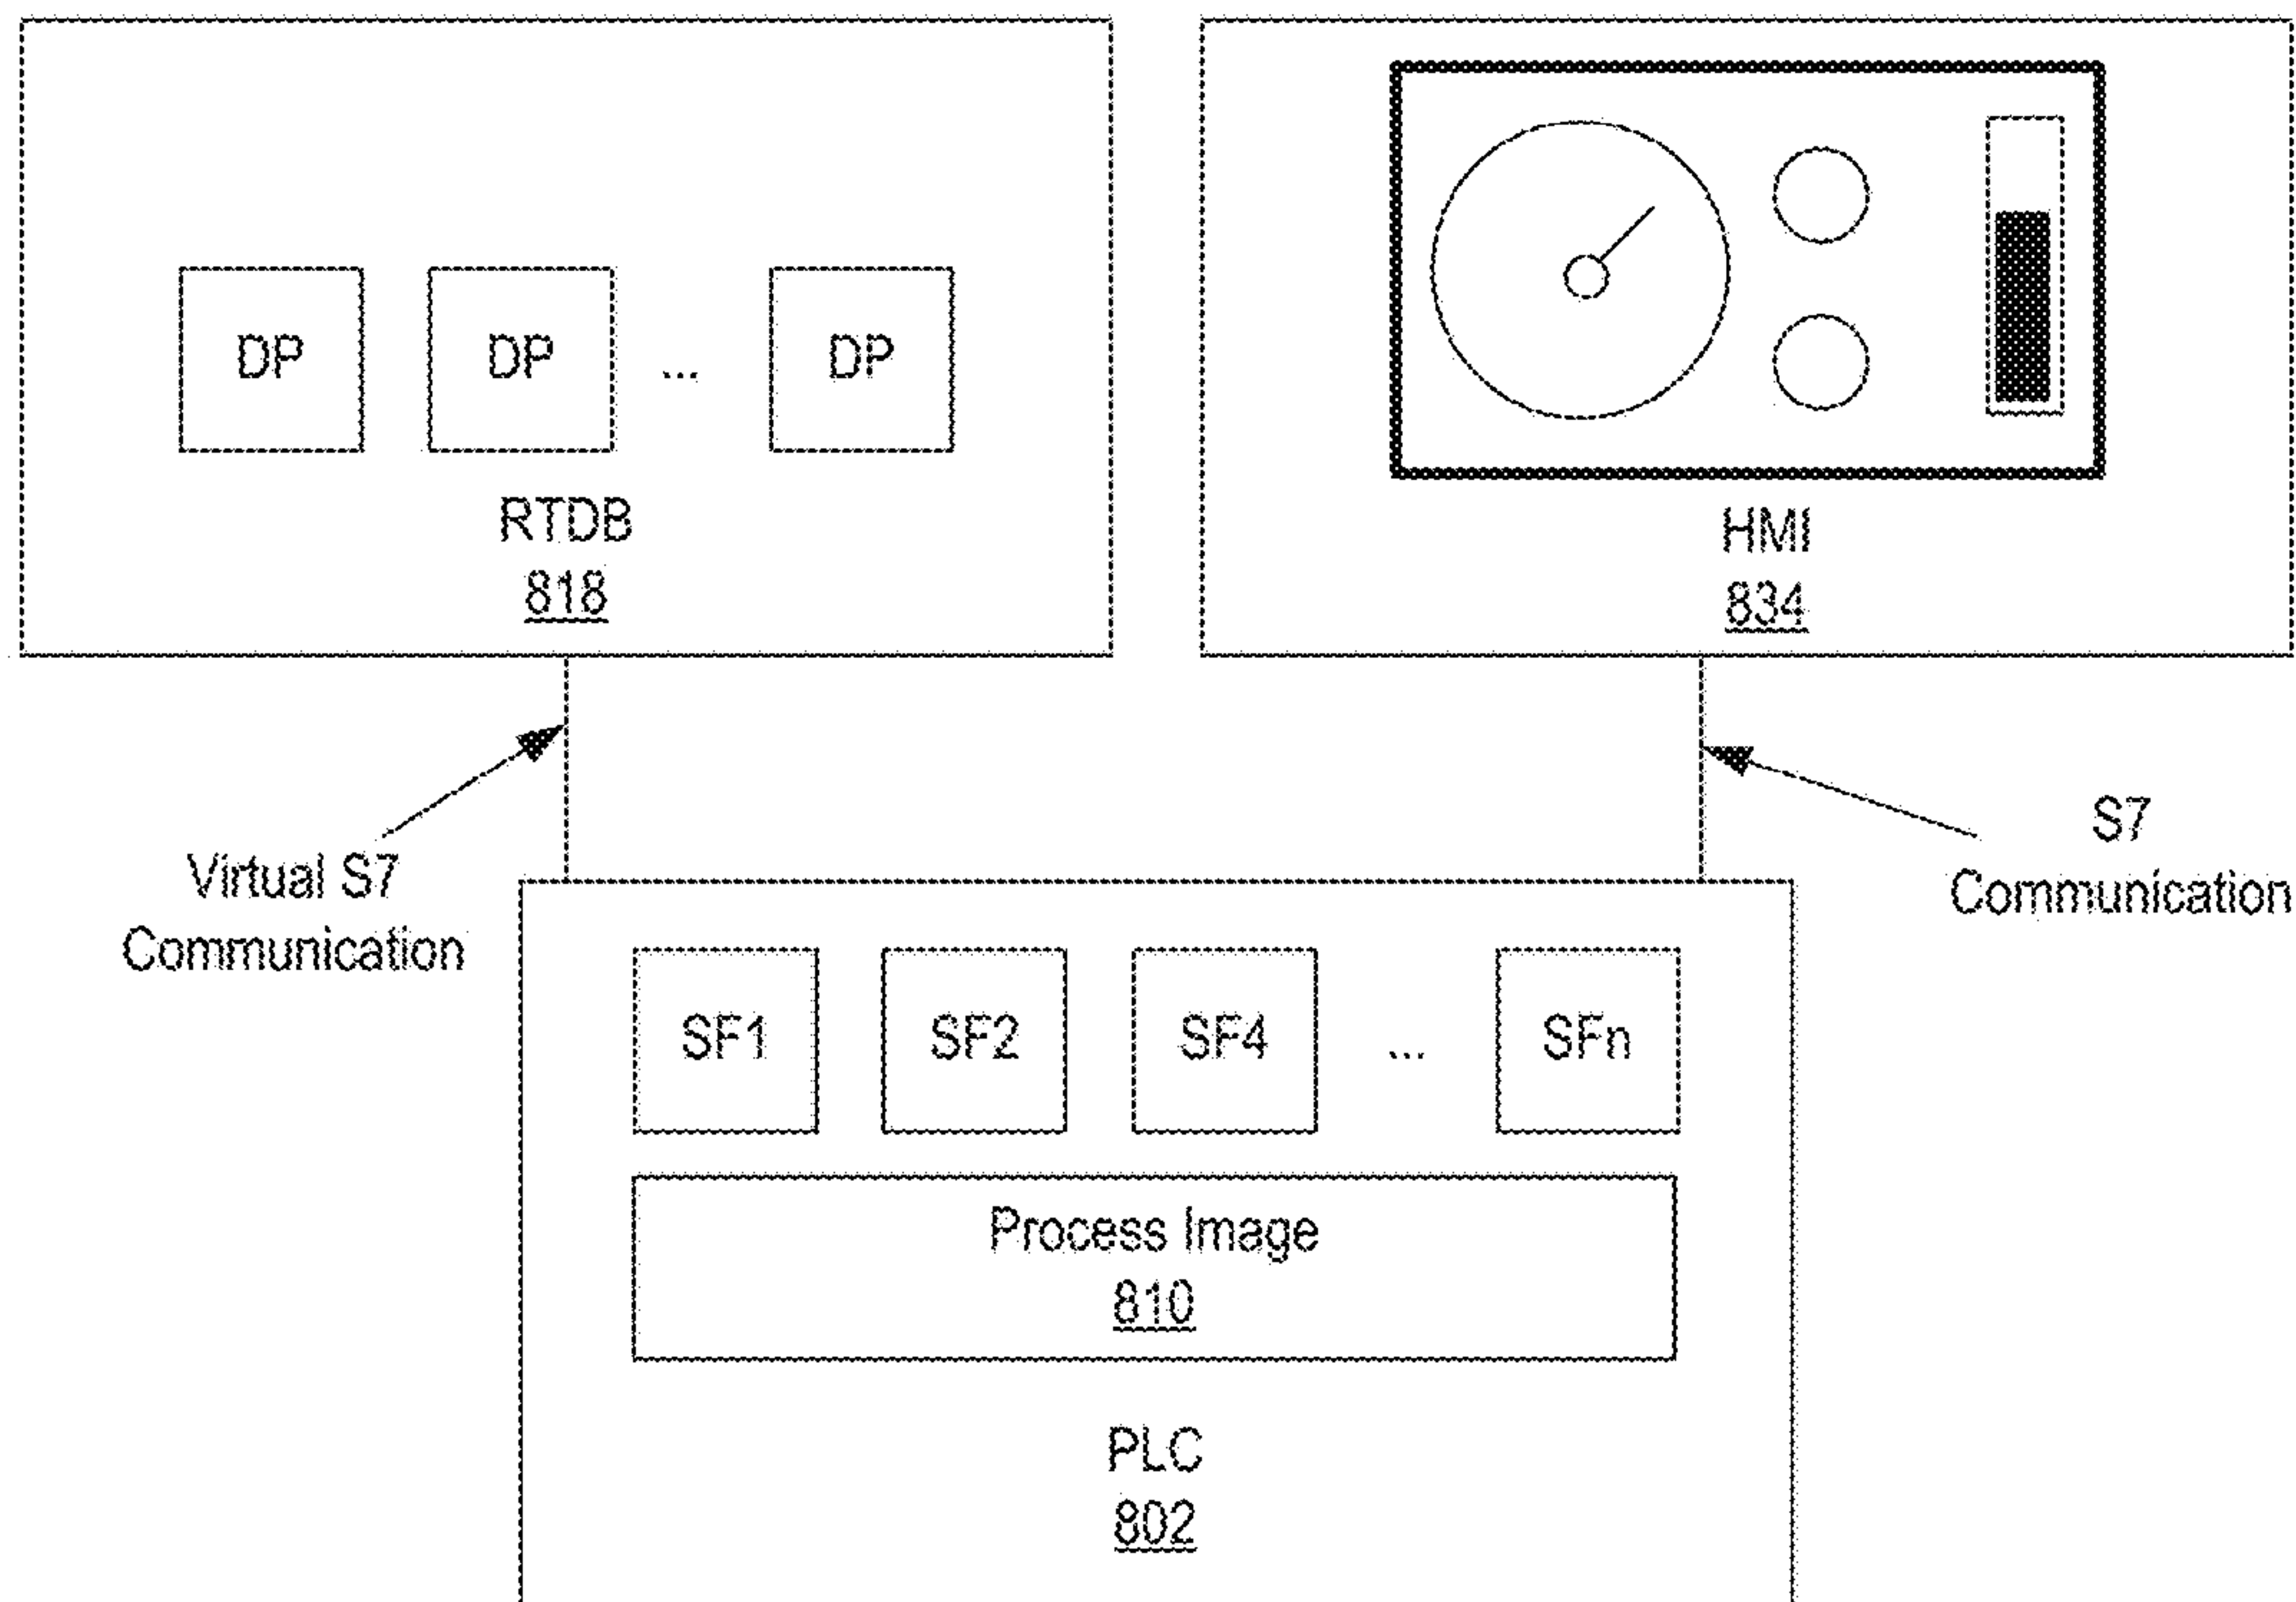 DP DP ... DP
RTDB
818
HMI
834
Virtual S7
Communication
S7
Communication
SF1 SF2 SF4 ... SFn
Process Image
810
PLC
802